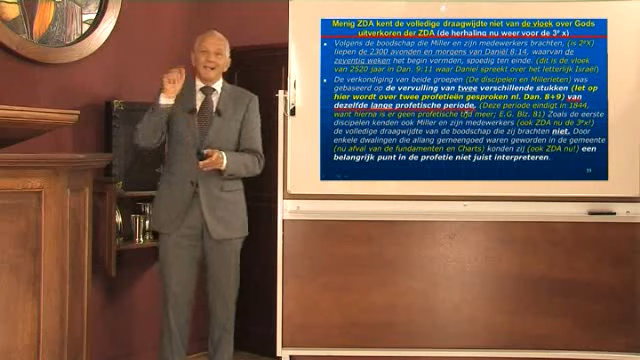 Menig ZDA kent de volledige draagwijdte niet van de vloek over Gods
uitverkoren der ZDA (de herhaling nu weer voor de 3e x)
Volgens de boodschap die Miller en zijn medewerkers brachten, (is 2eX)
liepen de 2300 avonden en morgens van Daniël 8:14, waarvan de
zeventig weken het begin vormden, spoedig ten einde. (dit is de vloek
van 2520 jaar in Dan. 9:11 waar Daniel spreekt over het letterlijk Israël)
De verkondiging van beide groepen (De discipelen en Millerieten) was
gebaseerd op de vervulling van twee verschillende stukken (let op
hier wordt over twee profetieën gesproken nl. Dan. 8+9) van
dezelfde lange profetische periode. (Deze periode eindigt in 1844,
want hierna is er geen profetische tijd meer; E.G. Blz. 81) Zoals de eerste
discipelen kenden ook Miller en zijn medewerkers (ook ZDA nu de 3ex!)
de volledige draagwijdte van de boodschap die zij brachten niet. Door
enkele dwalingen die allang gemeengoed waren geworden in de gemeente
(nu afval van de fundamenten en Charts) konden zij (ook ZDA nu!) een
belangrijk punt in de profetie niet juist interpreteren.